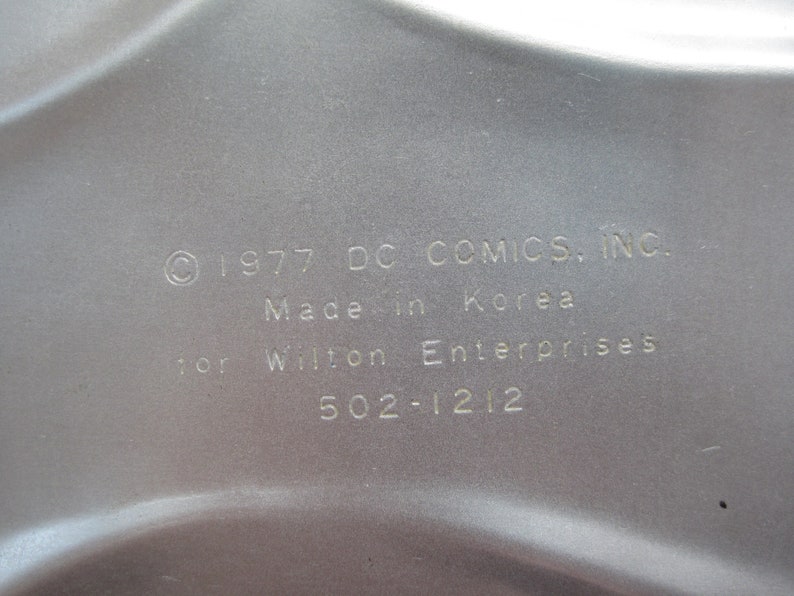 © 1977 DC COMICS, INC.
Made in Korea
for Wilton Enterprises
502-1212